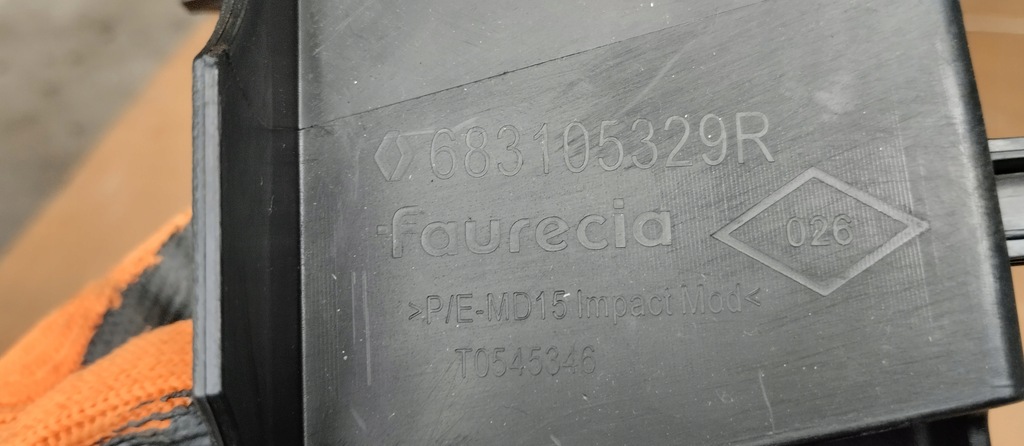 683105329R
faurecia
026
>P/E-MD15 Impact Mod<
T0545346